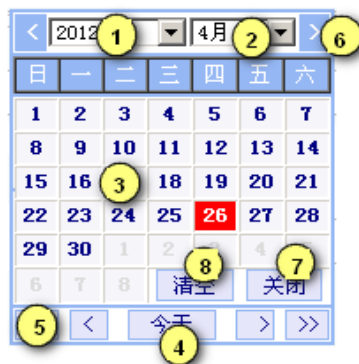 < 2012 1 4月 2 > 6
日 一 二 三 四 五 六
1 2 3 4 5 6 7
8 9 10 11 12 13 14
15 16 3 18 19 20 21
22 23 24 25 26 27 28
29 30 1 2 3 4
6 7 8 清空 8 关闭 7
5 < 今天 4 > >>